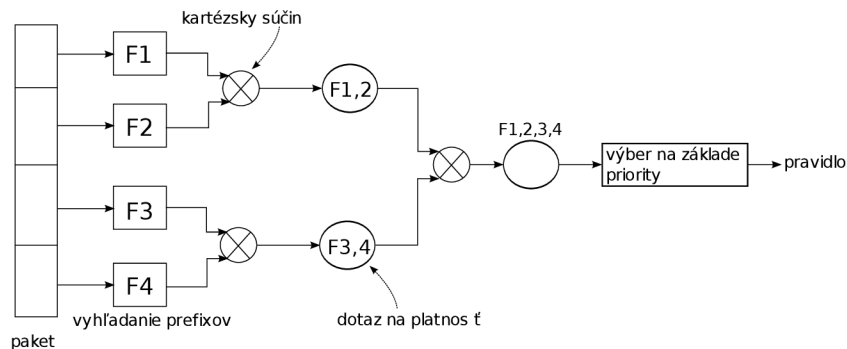 kartézsky súčin
F1
F2
F1,2
F1,2,3,4
výber na základe
priority
pravidlo
F3
F4
F3,4
vyhľadanie prefixov
dotaz na platnos ť
paket